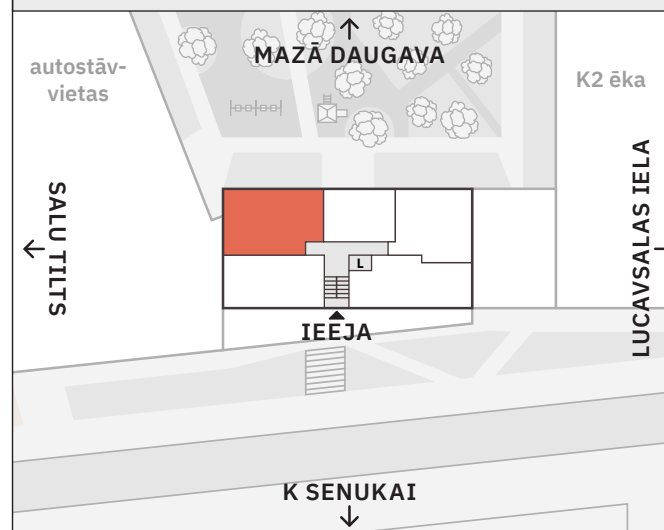 MAZĀ DAUGAVA
autostāv-
vietas
K2 ēka
SALU TILTS
LUCAVSALAS IELA
L
IEEJA
K SENUKAI